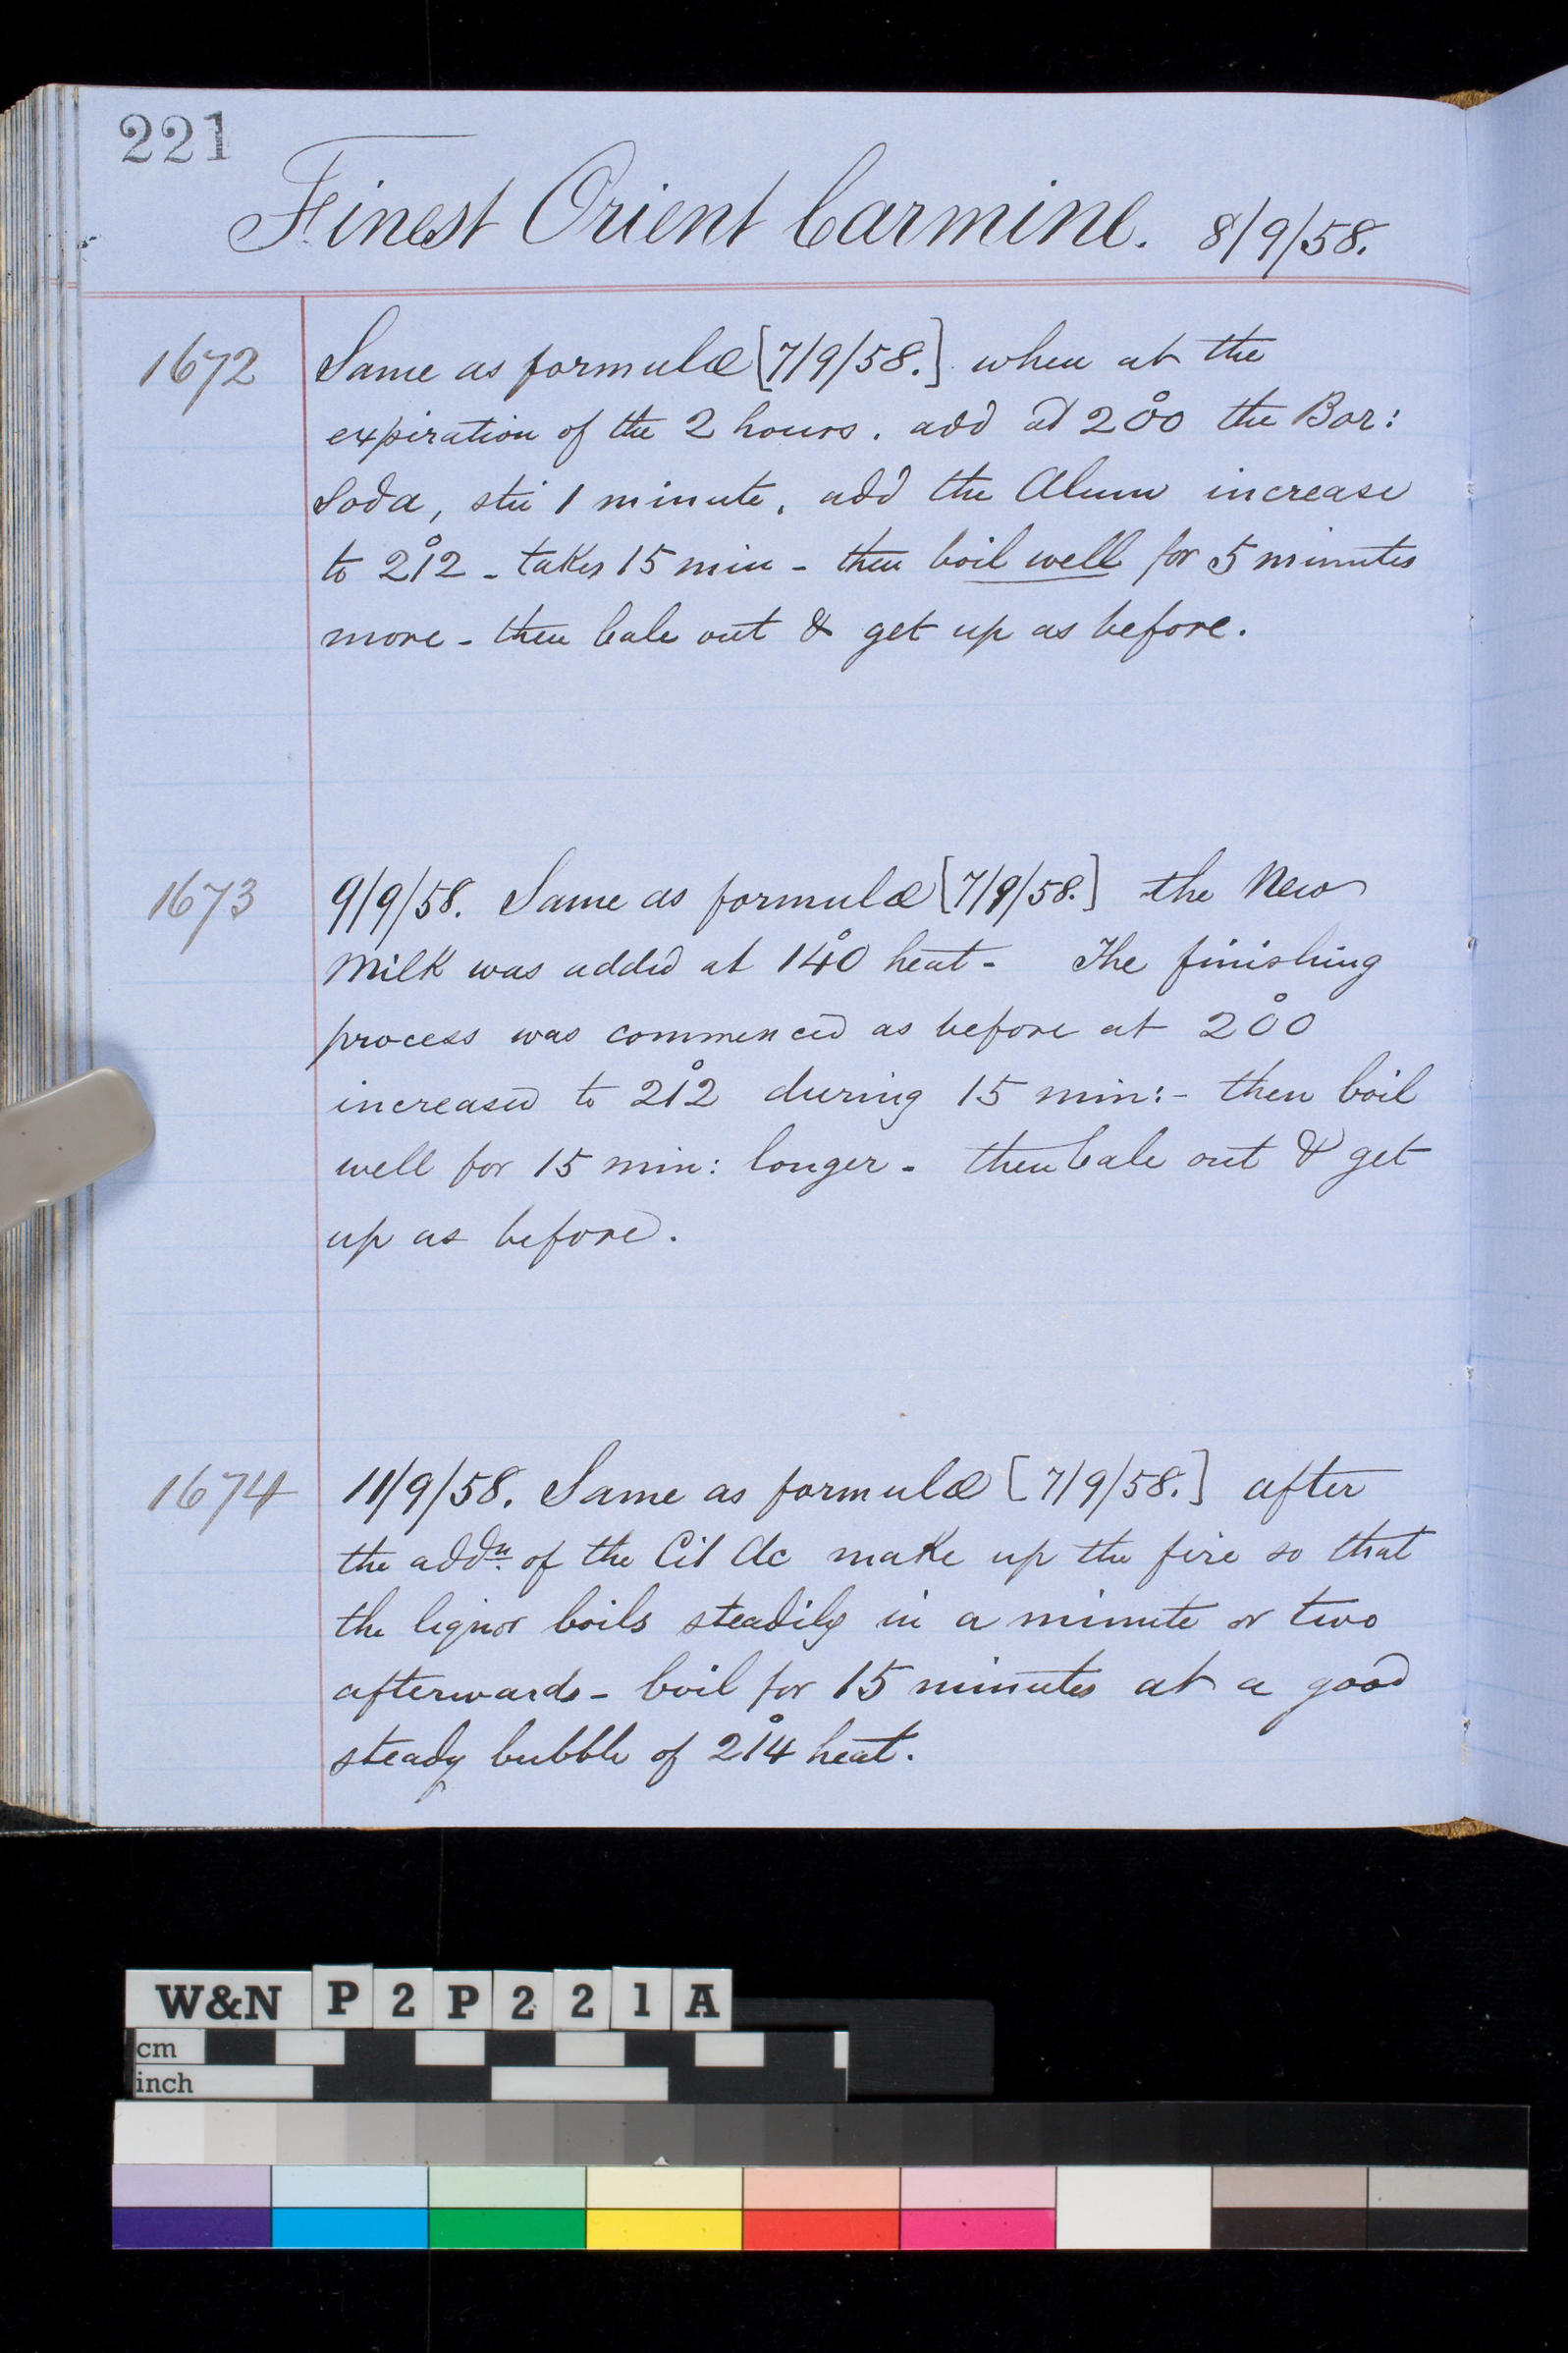 221
Finest Orient Carmine. 8/9/58.
1672 Same as formulæ [7/9/58.] when at the
expiration of the 2 hours. add at 200° the Bor:
Soda, stir 1 minute, add the Alum increase
to 212° - takes 15 min - then boil well for 5 minutes
more - then bale out & get up as before.
1673 9/9/58. Same as formulæ [7/9/58.] the New
Milk was added at 140° heat - The finishing
process was commenced as before at 200°
increased to 212° during 15 min:- then boil
well for 15 min: longer - then bale out & get
up as before.
1674 11/9/58. Same as formulæ [7/9/58.] after
the addn of the Cit Ac make up the fire so that
the liquor boils steadily in a minute or two
afterwards - boil for 15 minutes at a good
steady bubble of 214° heat.
W&N P2P221A
cm
inch